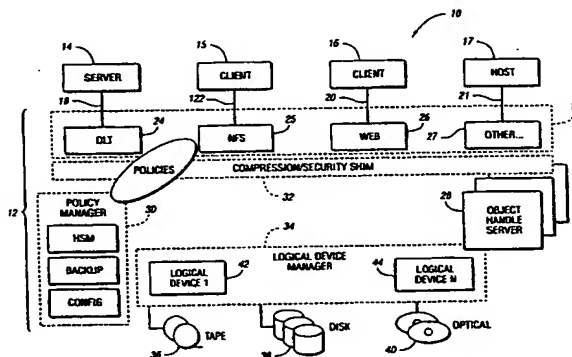 10
14
15
16
17
SERVER
CLIENT
CLIENT
HOST
18
122
20
21
24
25
26
27
DLT
NFS
WEB
OTHER...
POLICIES
COMPRESSION/SECURITY SHIM
12
POLICY
MANAGER
30
32
34
28
OBJECT
HANDLE
SERVER
HSM
BACKUP
CONFIG
LOGICAL
DEVICE 1
42
LOGICAL DEVICE
MANAGER
44
LOGICAL
DEVICE N
TAPE
36
DISK
38
OPTICAL
40